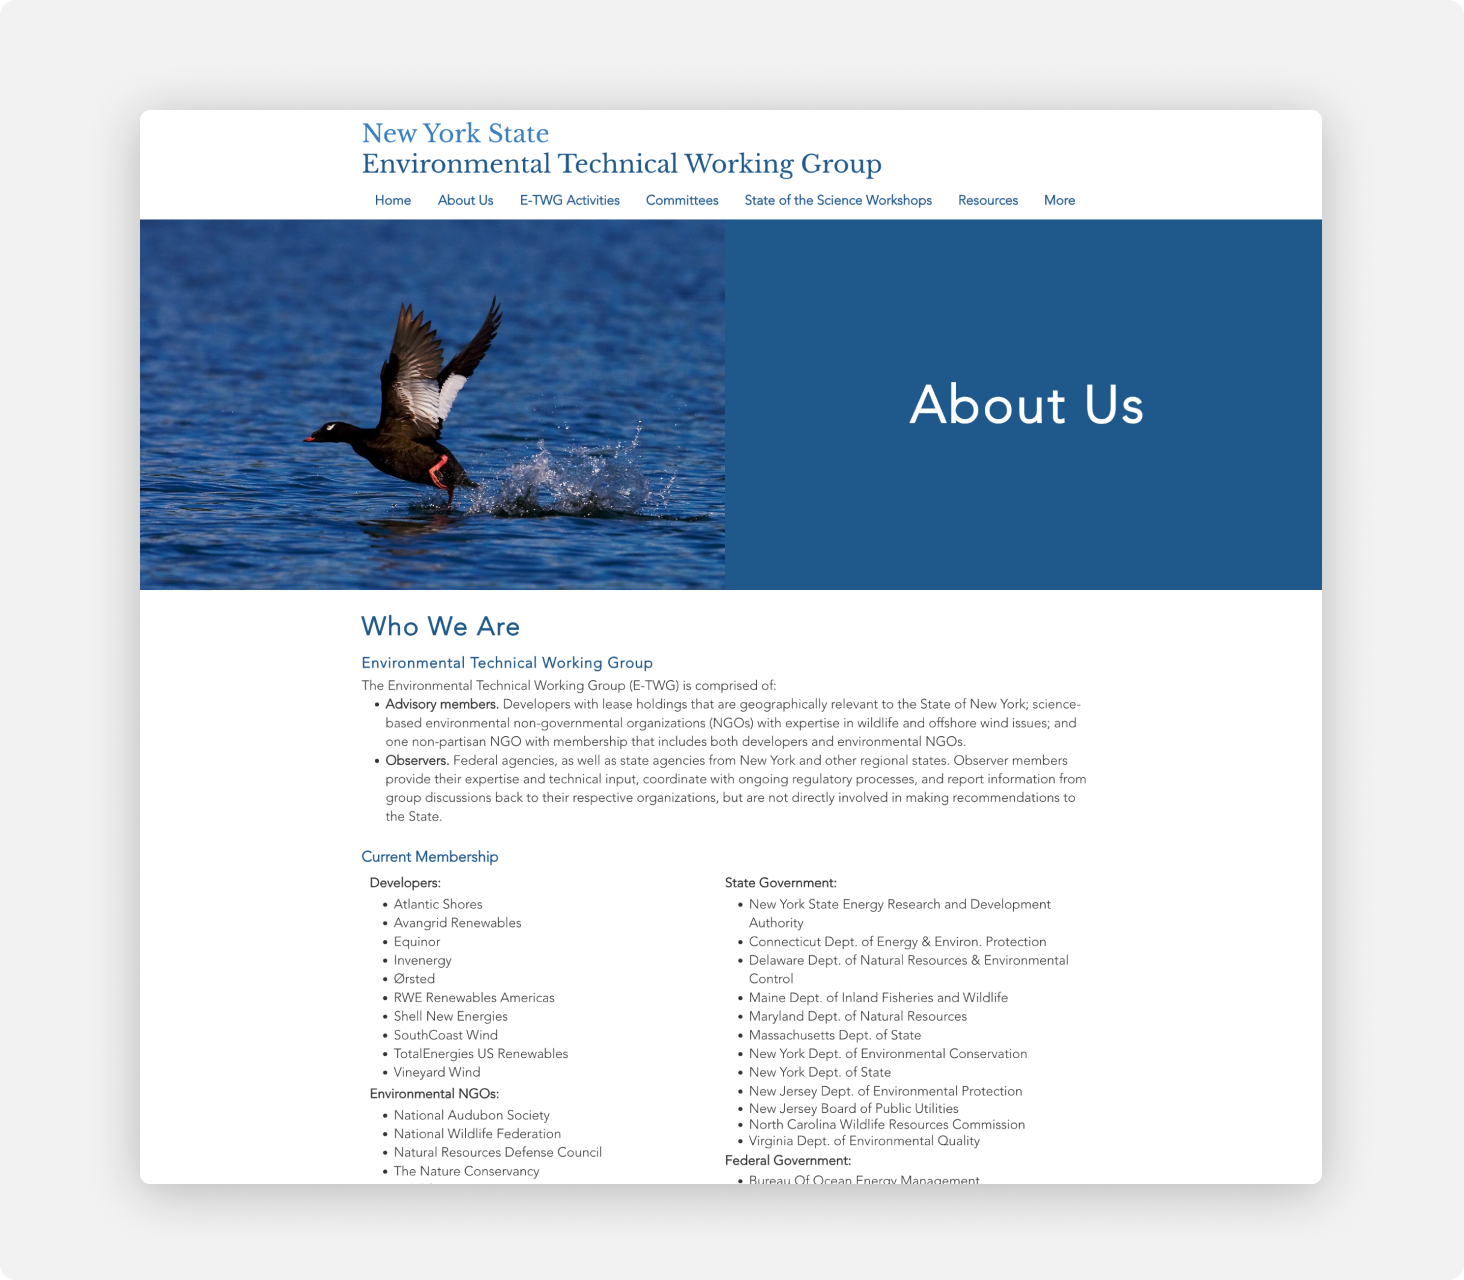 New York State
Environmental Technical Working Group
Home About Us E-TWG Activities Committees State of the Science Workshops Resources More
About Us
Who We Are
Environmental Technical Working Group
The Environmental Technical Working Group (E-TWG) is comprised of:
• Advisory members. Developers with lease holdings that are geographically relevant to the State of New York; science-
based environmental non-governmental organizations (NGOs) with expertise in wildlife and offshore wind issues; and
one non-partisan NGO with membership that includes both developers and environmental NGOs.
• Observers. Federal agencies, as well as state agencies from New York and other regional states. Observer members
provide their expertise and technical input, coordinate with ongoing regulatory processes, and report information from
group discussions back to their respective organizations, but are not directly involved in making recommendations to
the State.
Current Membership
Developers:
• Atlantic Shores
• Avangrid Renewables
• Equinor
• Invenergy
• Ørsted
• RWE Renewables Americas
• Shell New Energies
• SouthCoast Wind
• TotalEnergies US Renewables
• Vineyard Wind
Environmental NGOs:
• National Audubon Society
• National Wildlife Federation
• Natural Resources Defense Council
• The Nature Conservancy
State Government:
• New York State Energy Research and Development
Authority
• Connecticut Dept. of Energy & Environ. Protection
• Delaware Dept. of Natural Resources & Environmental
Control
• Maine Dept. of Inland Fisheries and Wildlife
• Maryland Dept. of Natural Resources
• Massachusetts Dept. of State
• New York Dept. of Environmental Conservation
• New York Dept. of State
• New Jersey Dept. of Environmental Protection
• New Jersey Board of Public Utilities
• North Carolina Wildlife Resources Commission
• Virginia Dept. of Environmental Quality
Federal Government:
• Bureau Of Ocean Energy Management